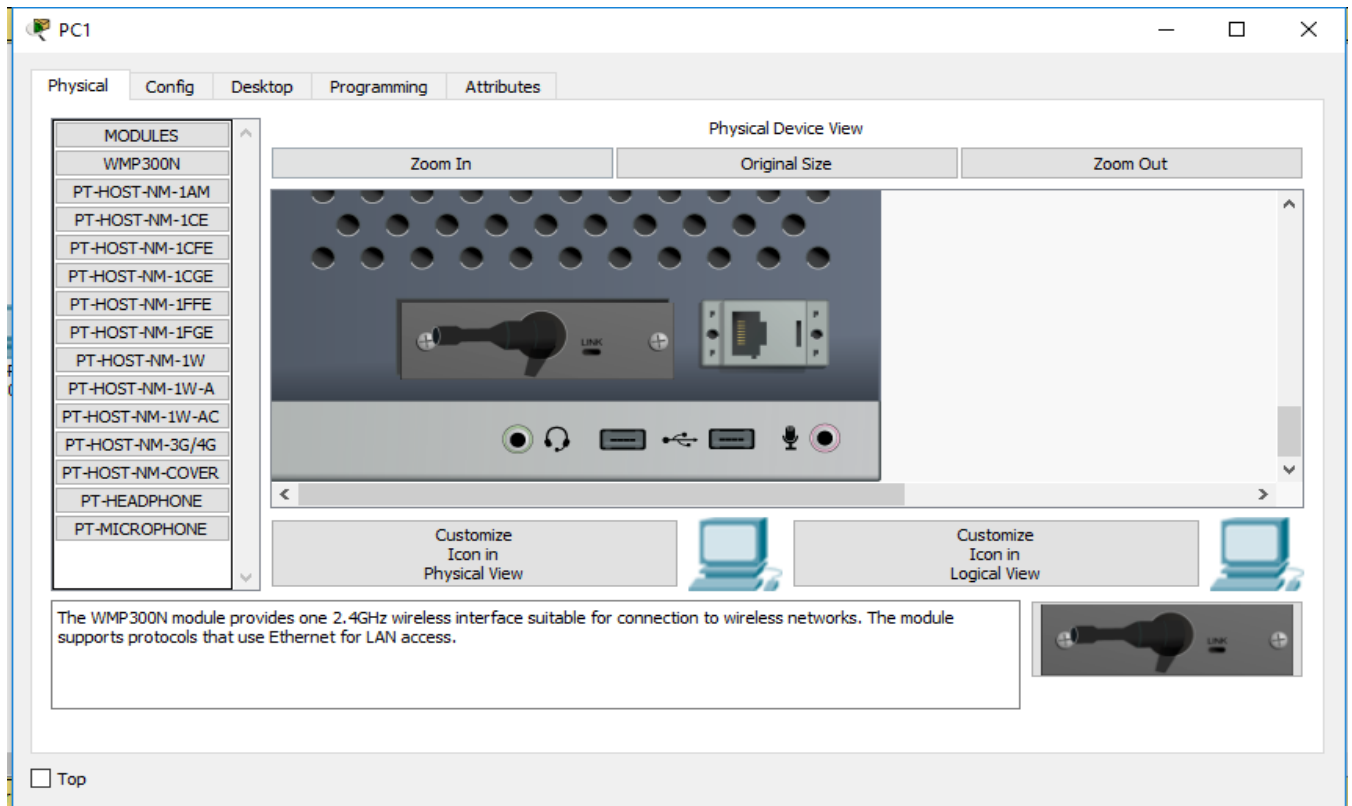 PC1
Physical Config Desktop Programming Attributes
MODULES
WMP300N
PT-HOST-NM-1AM
PT-HOST-NM-1CE
PT-HOST-NM-1CFE
PT-HOST-NM-1CGE
PT-HOST-NM-1FFE
PT-HOST-NM-1FGE
PT-HOST-NM-1W
PT-HOST-NM-1W-A
PT-HOST-NM-1W-AC
PT-HOST-NM-3G/4G
PT-HOST-NM-COVER
PT-HEADPHONE
PT-MICROPHONE
Physical Device View
Zoom In Original Size Zoom Out
LINK
Customize
Icon in
Physical View
Customize
Icon in
Logical View
The WMP300N module provides one 2.4GHz wireless interface suitable for connection to wireless networks. The module
supports protocols that use Ethernet for LAN access.
LINK
Top